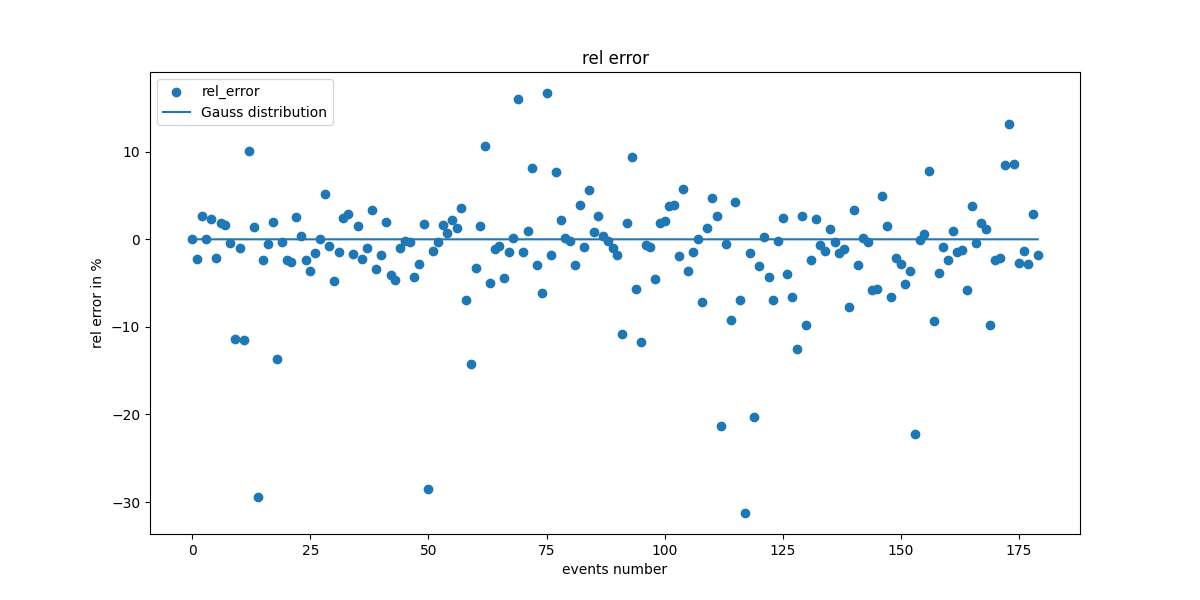 rel error
rel_error
Gauss distribution
rel error in %
10
0
−10
−20
−30
0 25 50 75 100 125 150 175
events number